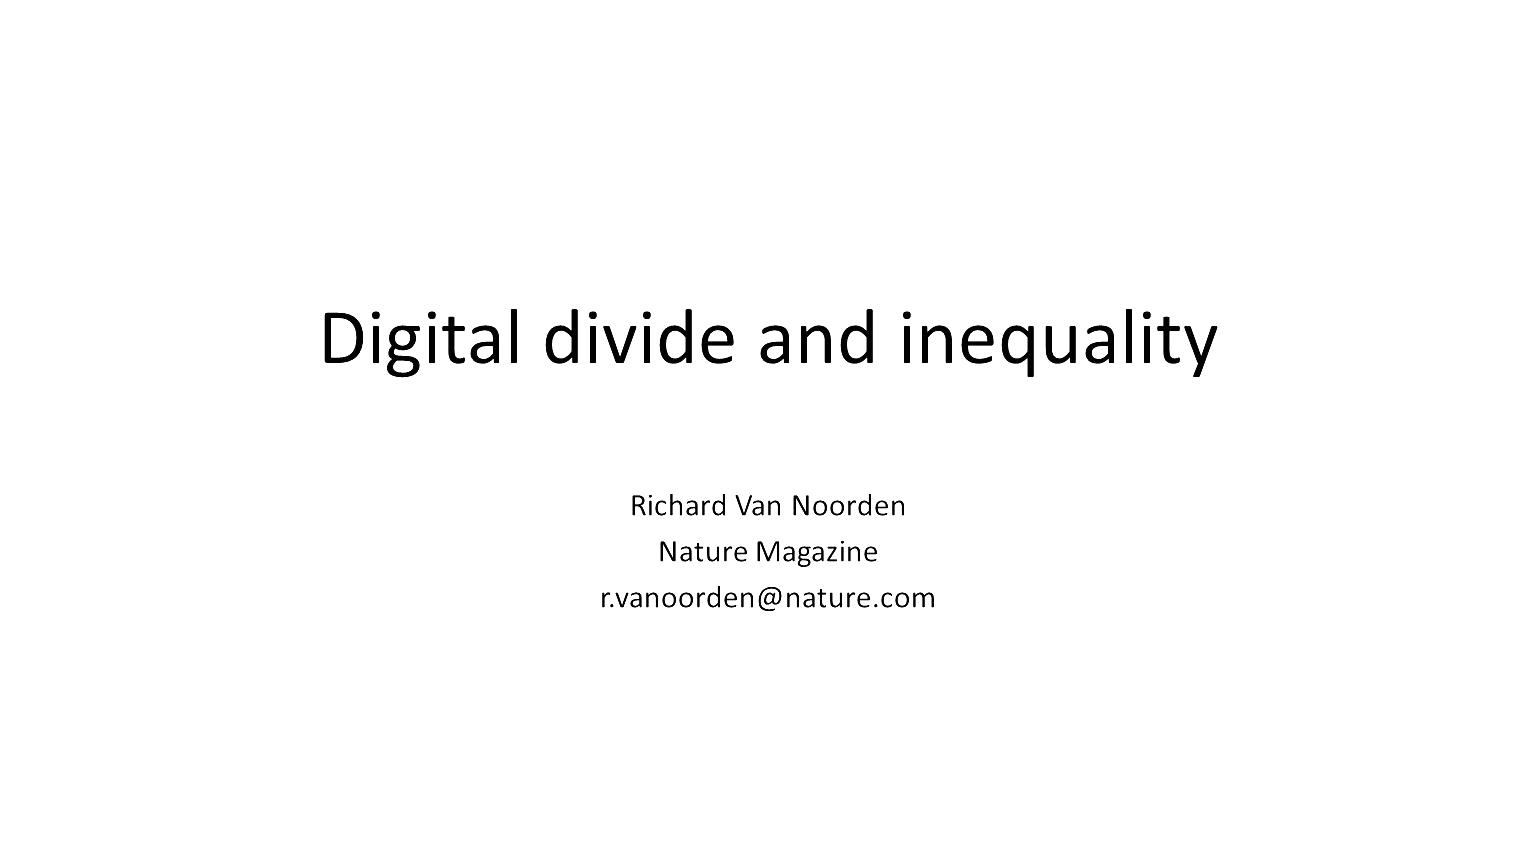 Digital divide and inequality
Richard Van Noorden
Nature Magazine
r.vanoorden@nature.com